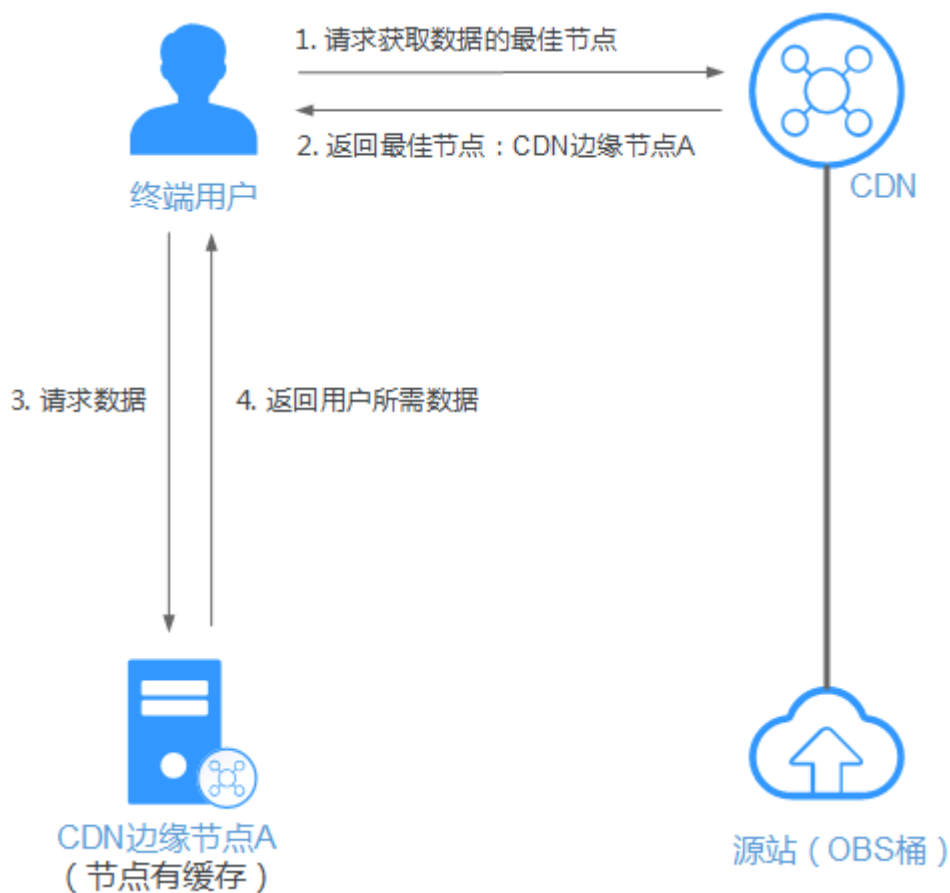 1. 请求获取数据的最佳节点
2. 返回最佳节点：CDN边缘节点A
终端用户
CDN
3. 请求数据
4. 返回用户所需数据
CDN边缘节点A
（节点有缓存）
源站（OBS桶）